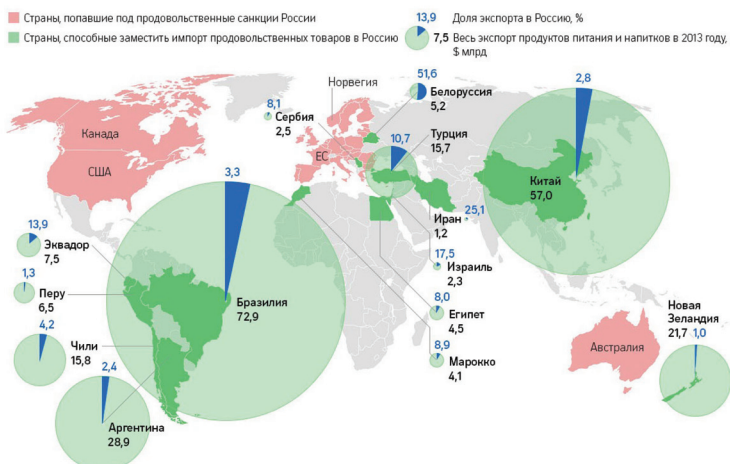 Страны, попавшие под продовольственные санкции России
Страны, способные заместить импорт продовольственных товаров в Россию
13,9 Доля экспорта в Россию, %
7,5 Весь экспорт продуктов питания и напитков в 2013 году,
$ млрд
Канада
США
Норвегия
ЕС
8,1
Сербия
2,5
51,6
Белоруссия
5,2
10,7
Турция
15,7
2,8
Китай
57,0
3,3
Бразилия
72,9
13,9
Эквадор
7,5
1,3
Перу
6,5
4,2
Чили
15,8
2,4
Аргентина
28,9
25,1
Иран
1,2
17,5
Израиль
2,3
8,0
Египет
4,5
8,9
Марокко
4,1
Австралия
Новая
Зеландия
21,7 1,0